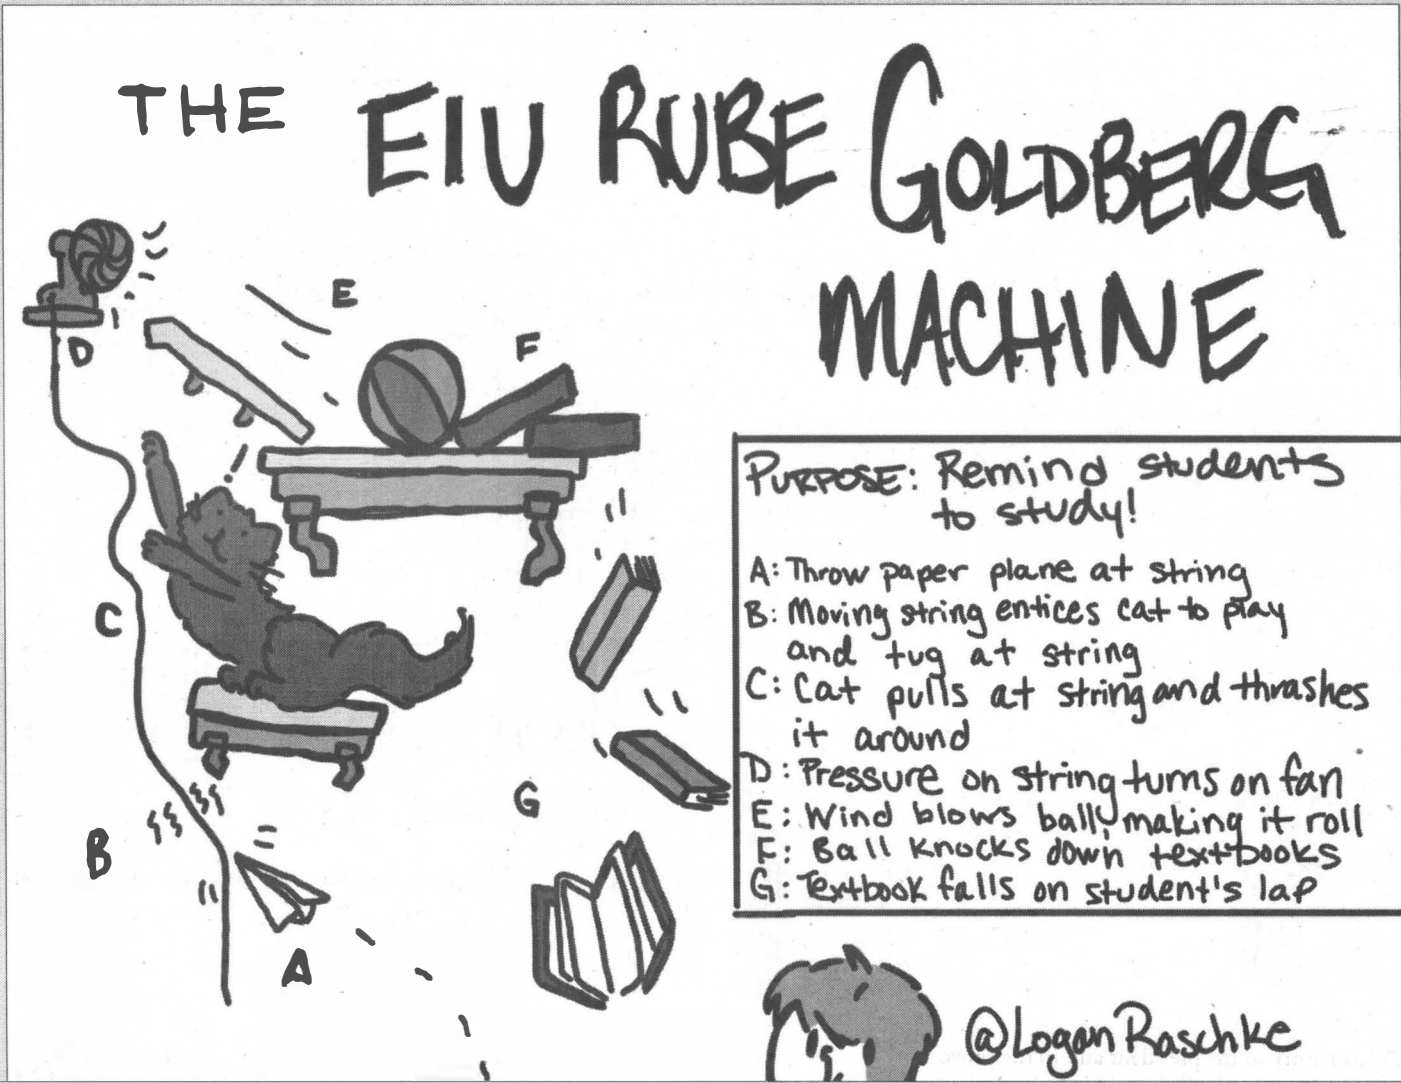 THE EIU RUBE GOLDBERG
MACHINE
E
F
D
C
G
B
A
PURPOSE: Remind students
to study!
A: Throw paper plane at string
B: Moving string entices cat to play
and tug at string
C: Cat pulls at string and thrashes
it around
D: Pressure on string turns on fan
E: Wind blows ball, making it roll
F: Ball knocks down textbooks
G: Textbook falls on student's lap
@LoganRaschke